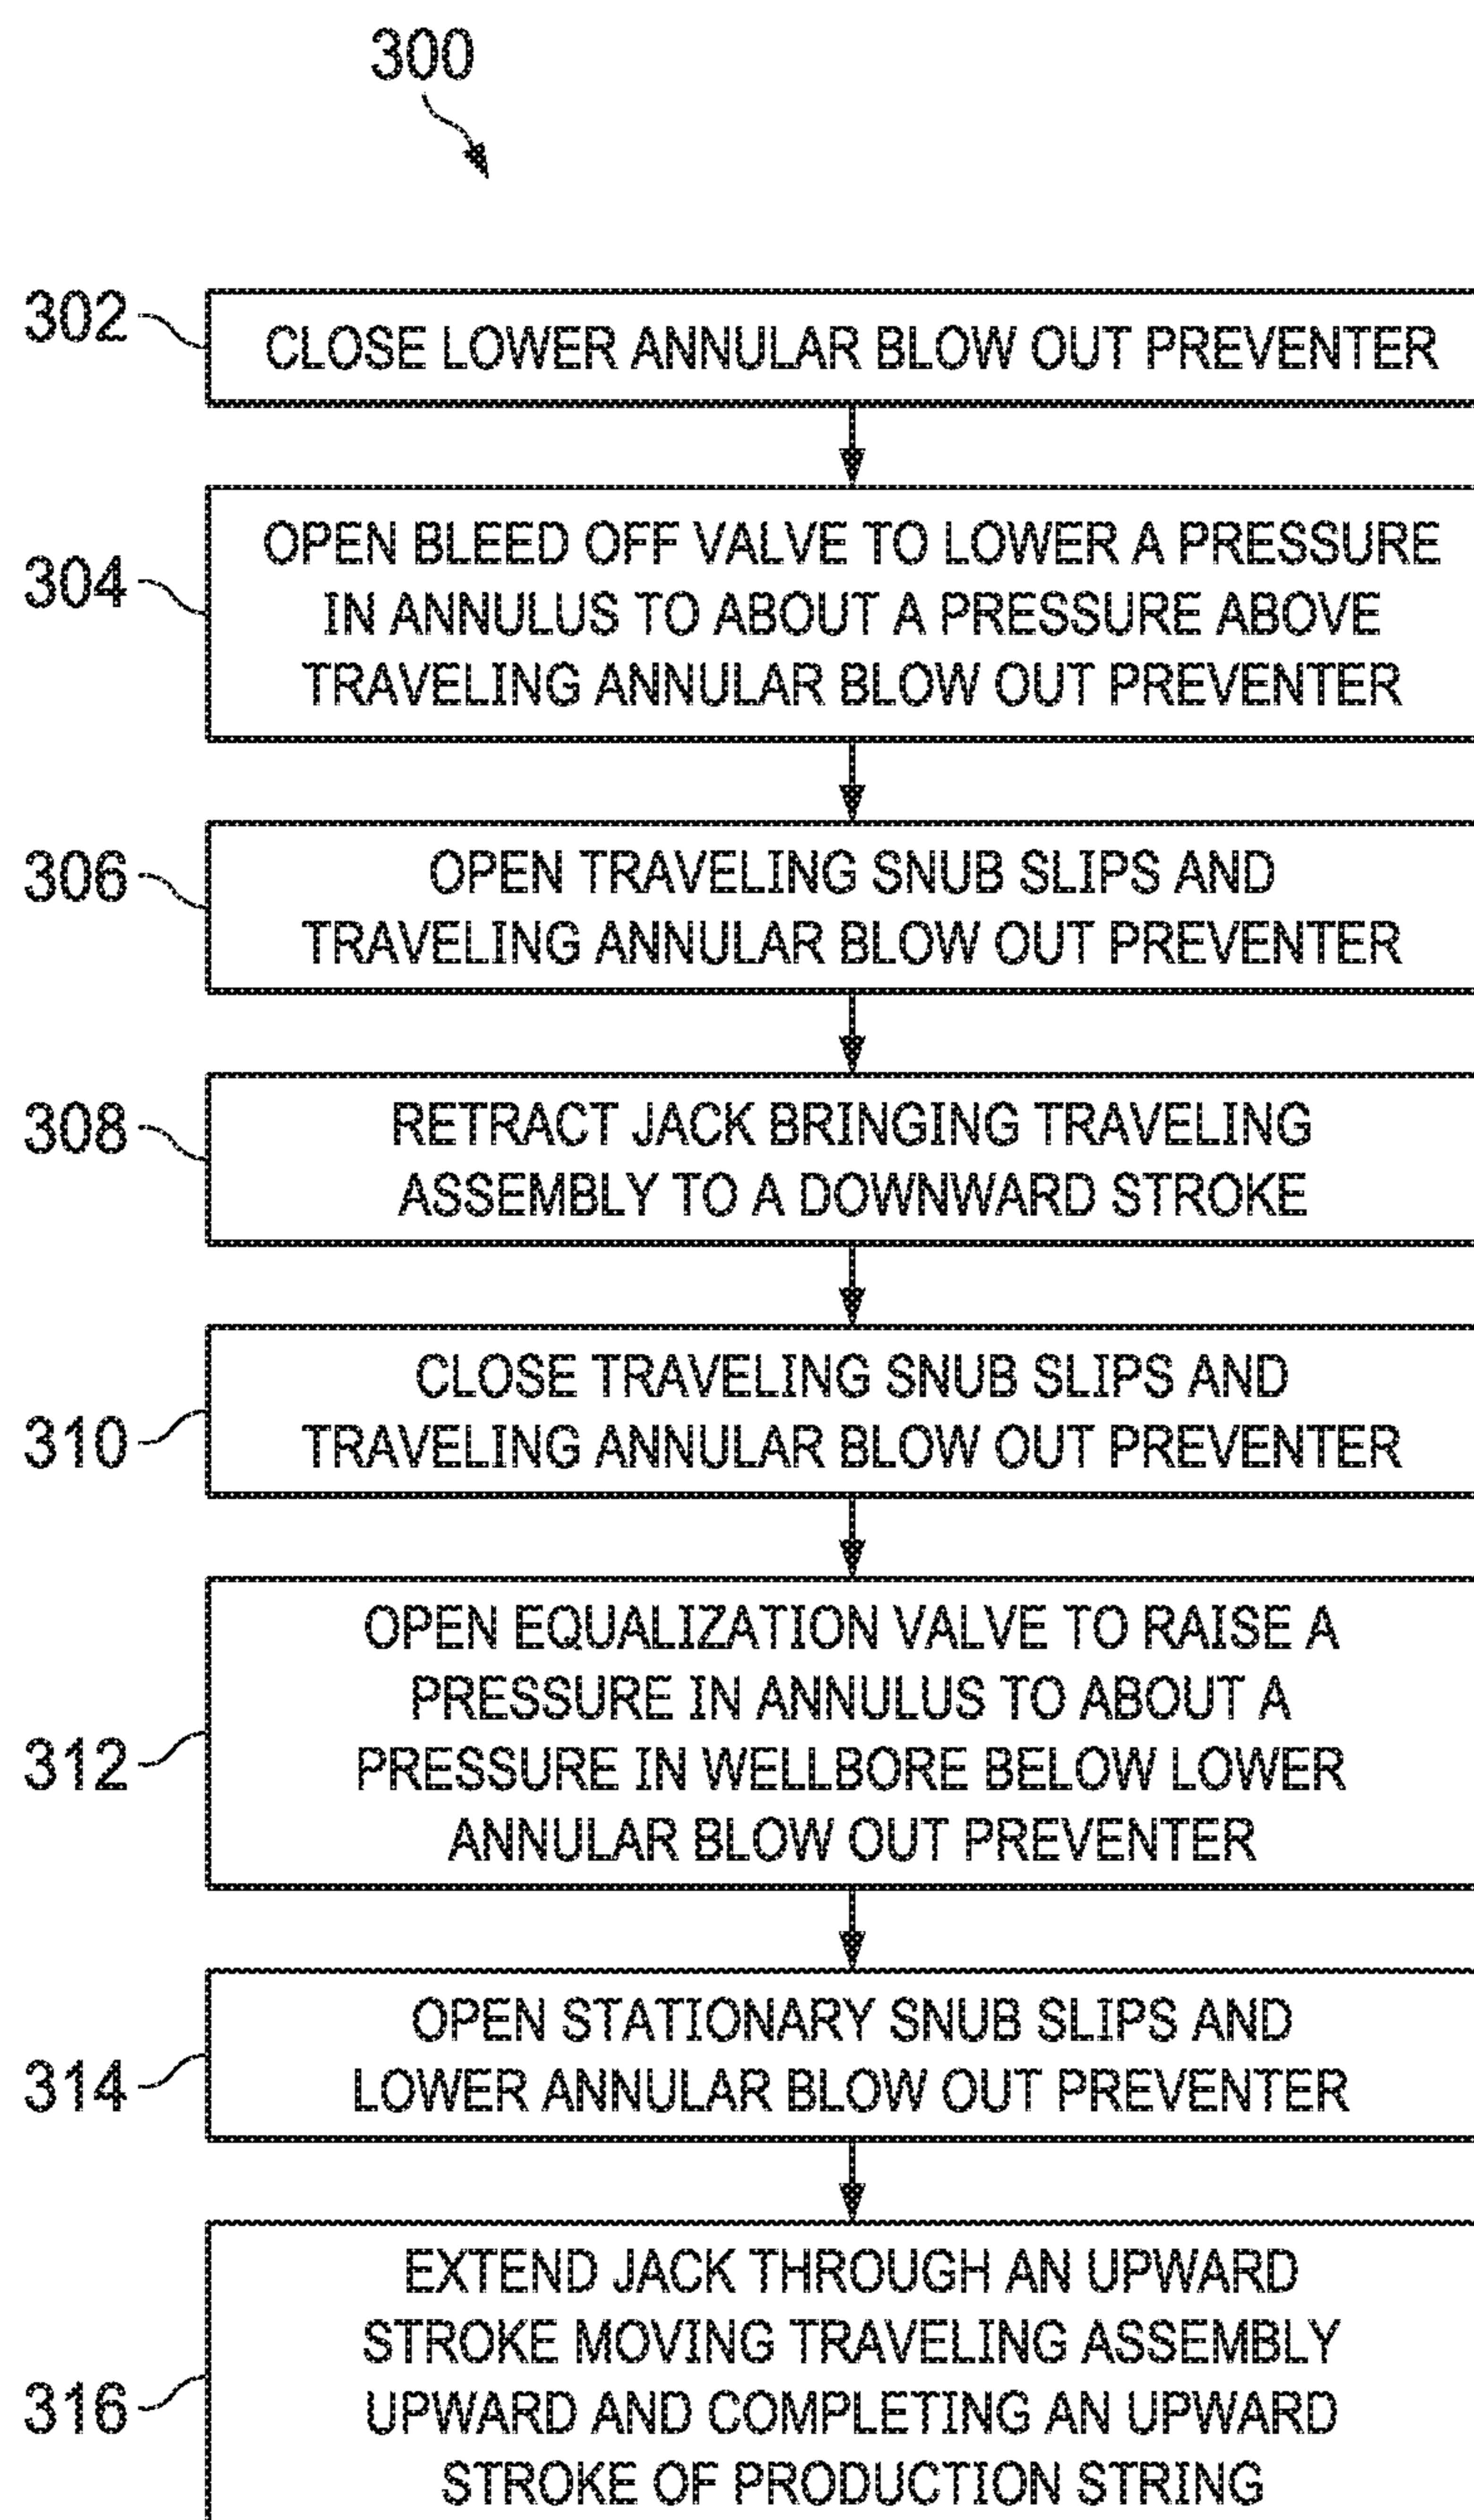 300
302
CLOSE LOWER ANNULAR BLOW OUT PREVENTER
304
OPEN BLEED OFF VALVE TO LOWER A PRESSURE
IN ANNULUS TO ABOUT A PRESSURE ABOVE
TRAVELING ANNULAR BLOW OUT PREVENTER
306
OPEN TRAVELING SNUB SLIPS AND
TRAVELING ANNULAR BLOW OUT PREVENTER
308
RETRACT JACK BRINGING TRAVELING
ASSEMBLY TO A DOWNWARD STROKE
310
CLOSE TRAVELING SNUB SLIPS AND
TRAVELING ANNULAR BLOW OUT PREVENTER
312
OPEN EQUALIZATION VALVE TO RAISE A
PRESSURE IN ANNULUS TO ABOUT A
PRESSURE IN WELLBORE BELOW LOWER
ANNULAR BLOW OUT PREVENTER
314
OPEN STATIONARY SNUB SLIPS AND
LOWER ANNULAR BLOW OUT PREVENTER
316
EXTEND JACK THROUGH AN UPWARD
STROKE MOVING TRAVELING ASSEMBLY
UPWARD AND COMPLETING AN UPWARD
STROKE OF PRODUCTION STRING